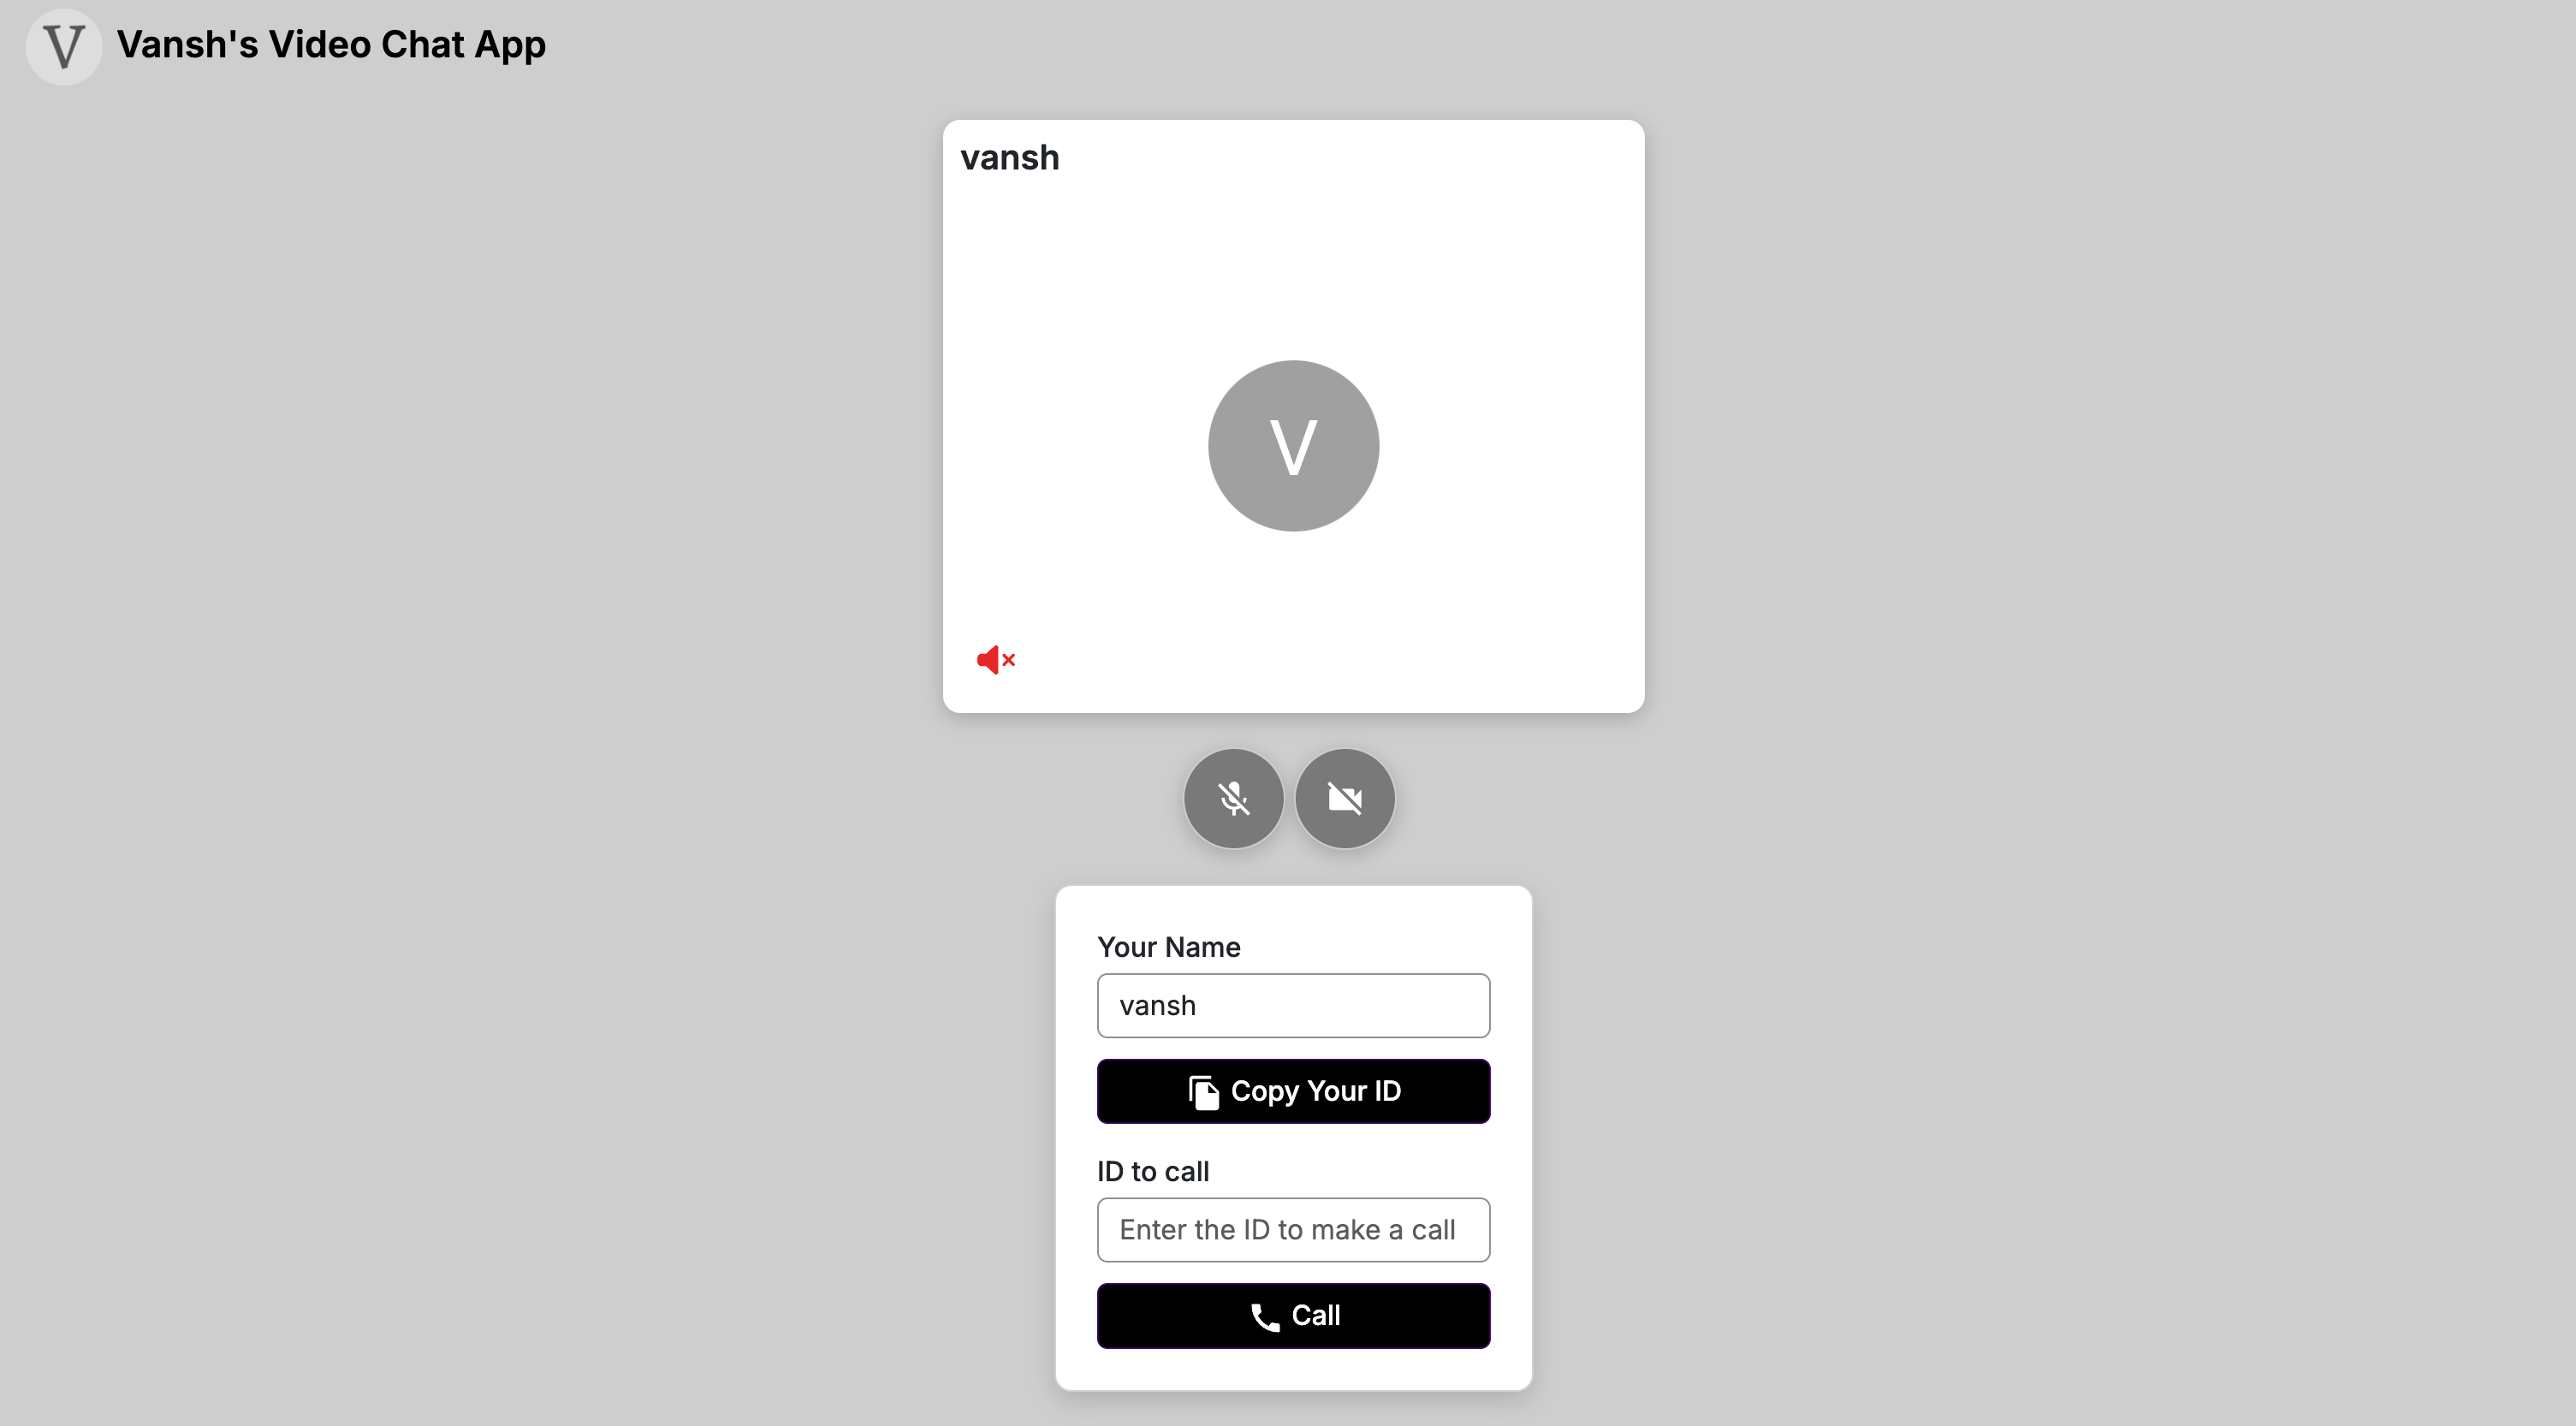 V Vansh's Video Chat App
vansh
V
Your Name
vansh
Copy Your ID
ID to call
Enter the ID to make a call
Call